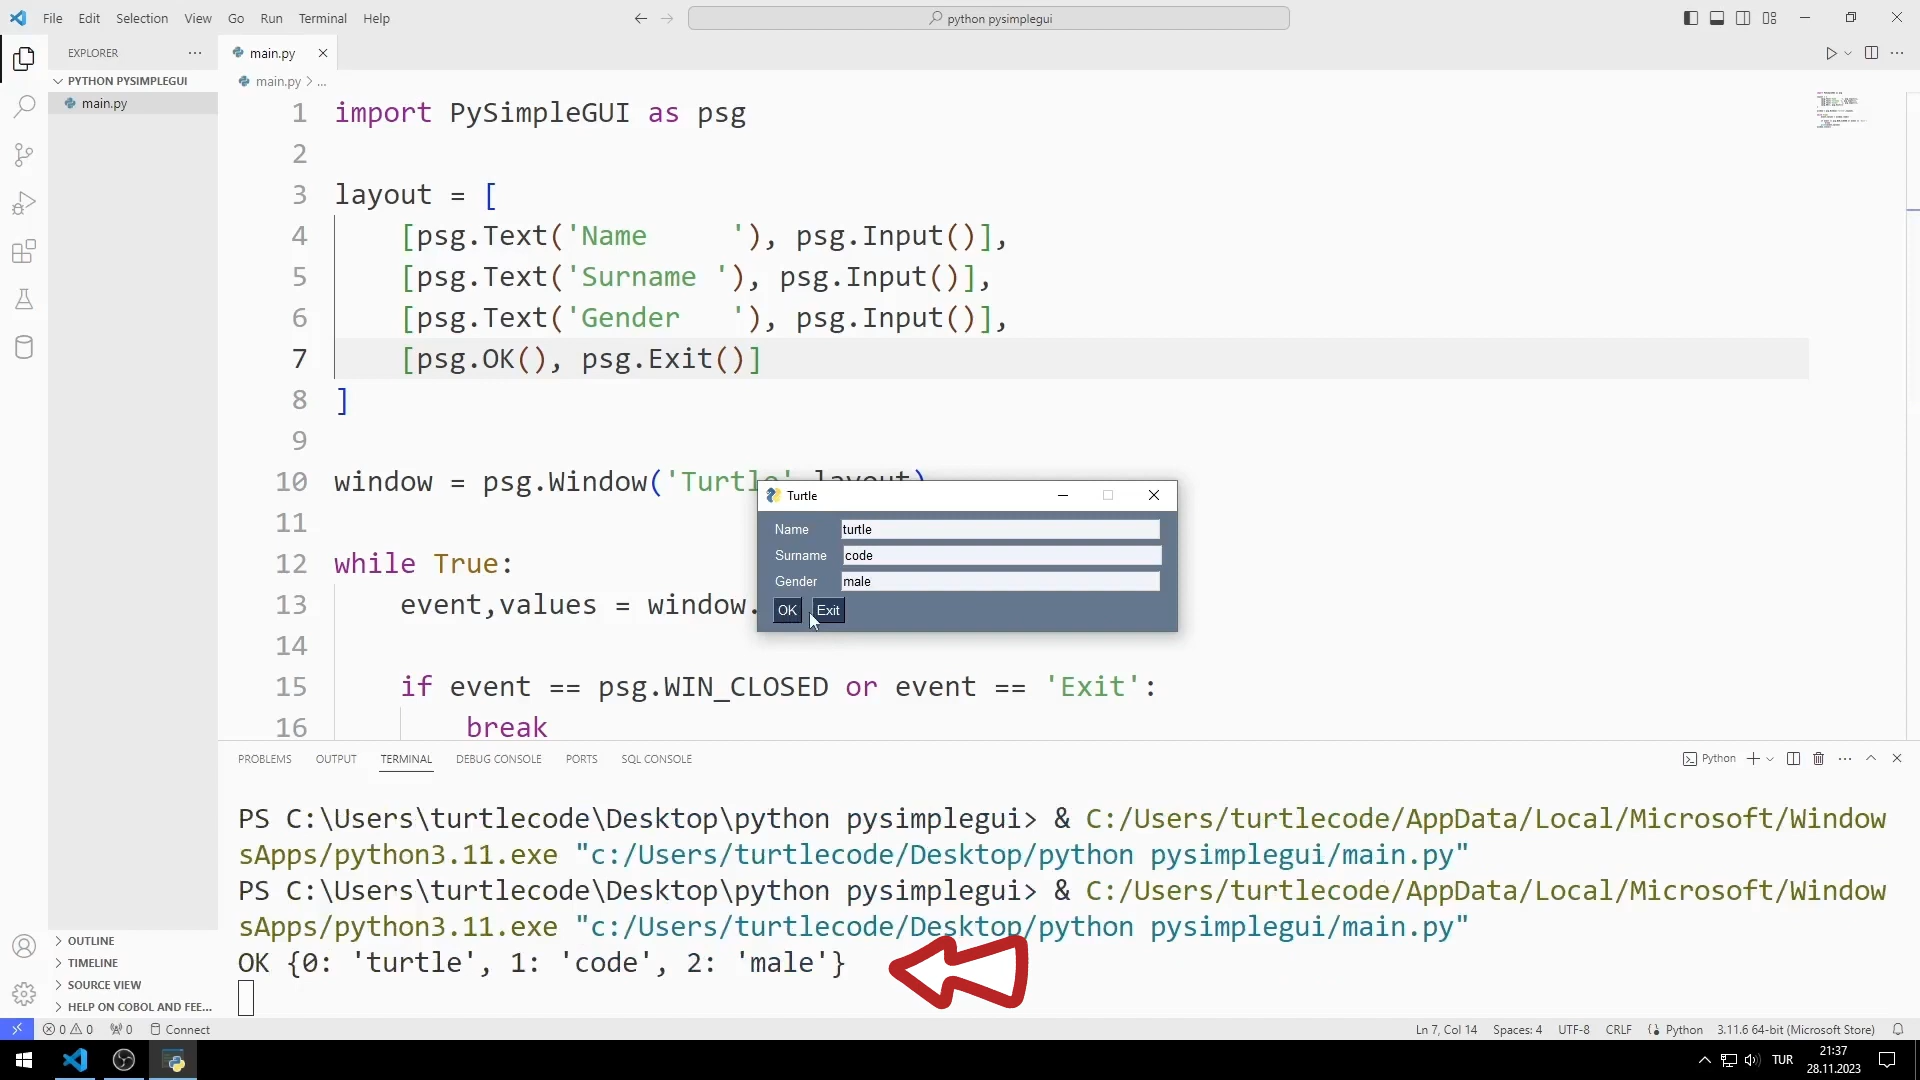 File Edit Selection View Go Run Terminal Help
python pysimplegui
EXPLORER
main.py
PYTHON PYSIMPLEGUI
main.py
main.py > ...
1 import PySimpleGUI as psg
2
3 layout = [
4 [psg.Text('Name     '), psg.Input()],
5 [psg.Text('Surname '), psg.Input()],
6 [psg.Text('Gender   '), psg.Input()],
7 [psg.OK(), psg.Exit()]
8 ]
9
10 window = psg.Window('Turtle',layout)
11
12 while True:
13 event,values = window.
14
15 if event == psg.WIN_CLOSED or event == 'Exit':
16 break
Turtle
Name turtle
Surname code
Gender male
OK Exit
PROBLEMS OUTPUT TERMINAL DEBUG CONSOLE PORTS SQL CONSOLE
Python
PS C:\Users\turtlecode\Desktop\python pysimplegui> & C:/Users/turtlecode/AppData/Local/Microsoft/Window
sApps/python3.11.exe "c:/Users/turtlecode/Desktop/python pysimplegui/main.py"
PS C:\Users\turtlecode\Desktop\python pysimplegui> & C:/Users/turtlecode/AppData/Local/Microsoft/Window
sApps/python3.11.exe "c:/Users/turtlecode/Desktop/python pysimplegui/main.py"
OK {0: 'turtle', 1: 'code', 2: 'male'}
OUTLINE
TIMELINE
SOURCE VIEW
HELP ON COBOL AND FEE...
0 0 0 Connect
Ln 7, Col 14 Spaces: 4 UTF-8 CRLF Python 3.11.6 64-bit (Microsoft Store)
TUR
21:37
28.11.2023